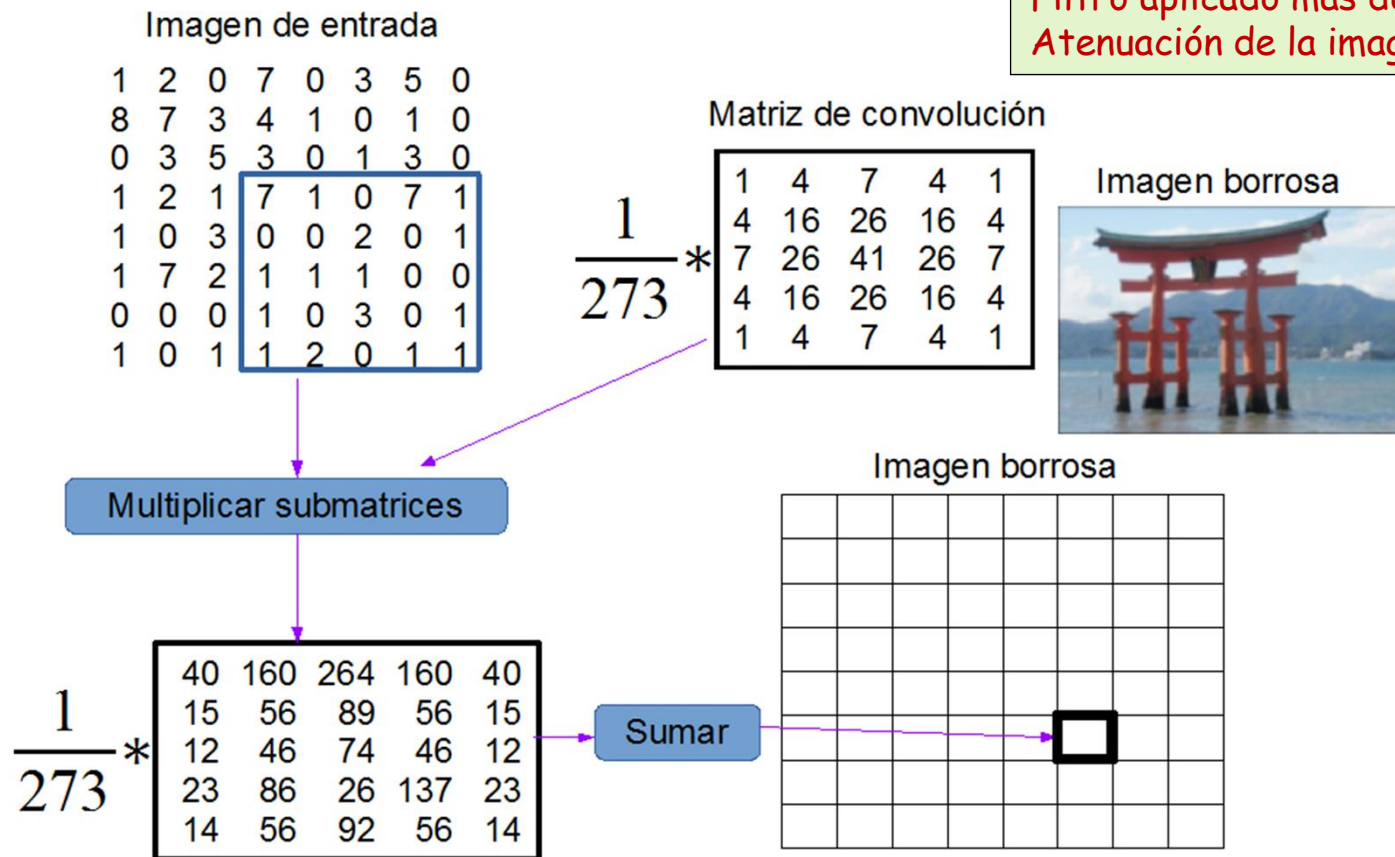 Imagen de entrada
1 2 0 7 0 3 5 0
8 7 3 4 1 0 1 0
0 3 5 3 0 1 3 0
1 2 1 7 1 0 7 1
1 0 3 0 0 2 0 1
1 7 2 1 1 1 0 0
0 0 0 1 0 3 0 1
1 0 1 1 2 0 1 1
Atenuación de la
Matriz de convolución
1/273 *
1 4 7 4 1
4 16 26 16 4
7 26 41 26 7
4 16 26 16 4
1 4 7 4 1
Imagen borrosa
Multiplicar submatrices
1/273 *
40 160 264 160 40
15 56 89 56 15
12 46 74 46 12
23 86 26 137 23
14 56 92 56 14
Sumar
Imagen borrosa